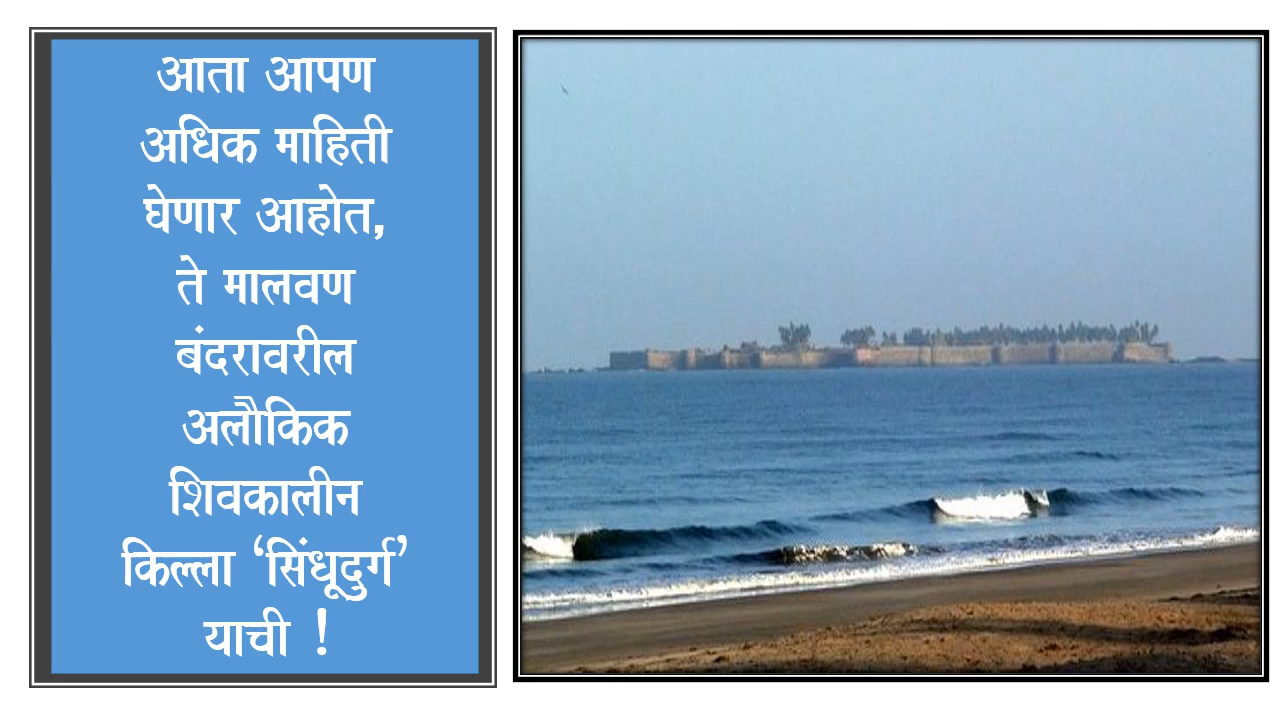 आता आपण
अधिक माहिती
घेणार आहोत,
ते मालवण
बंदरावरील
अलौकिक
शिवकालीन
किल्ला ‘सिंधूदुर्ग’
याची !